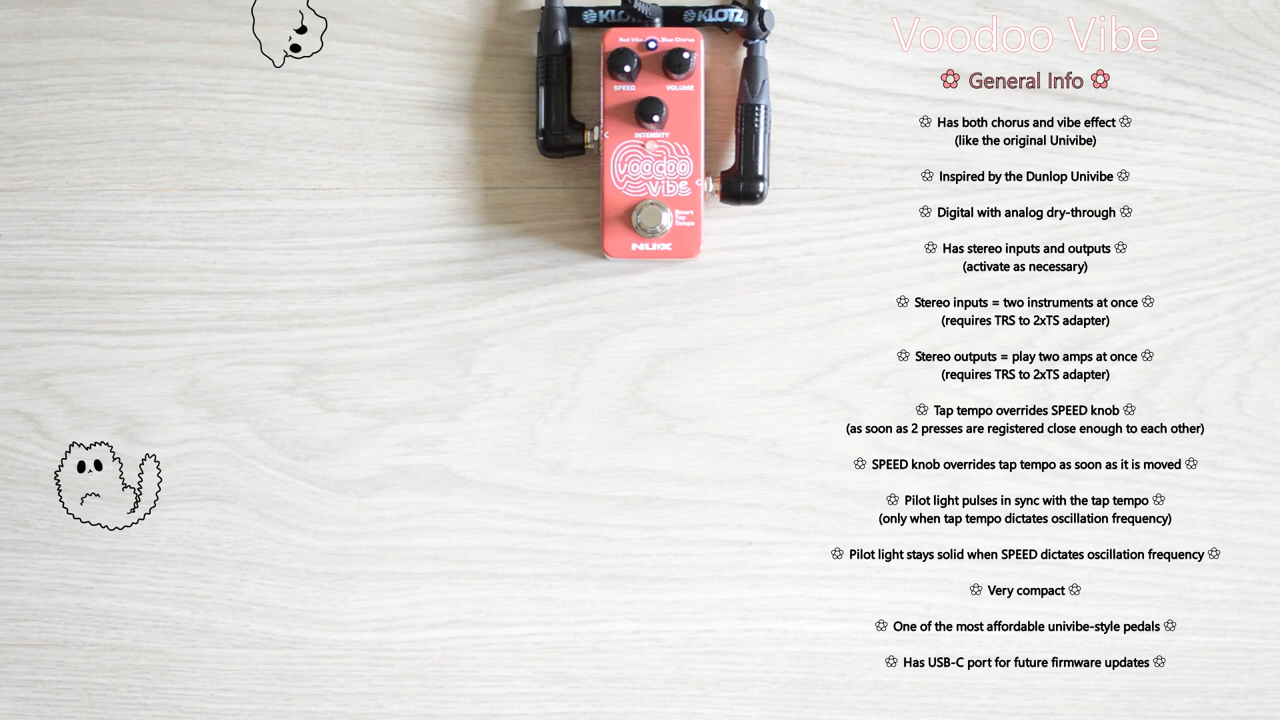 KLOTZ
KLOTZ
Red Vibe
Blue Chorus
SPEED
VOLUME
INTENSITY
voodoo
vibe
Smart
Tap
Tempo
NUX
Voodoo Vibe
General Info
Has both chorus and vibe effect
(like the original Univibe)
Inspired by the Dunlop Univibe
Digital with analog dry-through
Has stereo inputs and outputs
(activate as necessary)
Stereo inputs = two instruments at once
(requires TRS to 2xTS adapter)
Stereo outputs = play two amps at once
(requires TRS to 2xTS adapter)
Tap tempo overrides SPEED knob
(as soon as 2 presses are registered close enough to each other)
SPEED knob overrides tap tempo as soon as it is moved
Pilot light pulses in sync with the tap tempo
(only when tap tempo dictates oscillation frequency)
Pilot light stays solid when SPEED dictates oscillation frequency
Very compact
One of the most affordable univibe-style pedals
Has USB-C port for future firmware updates